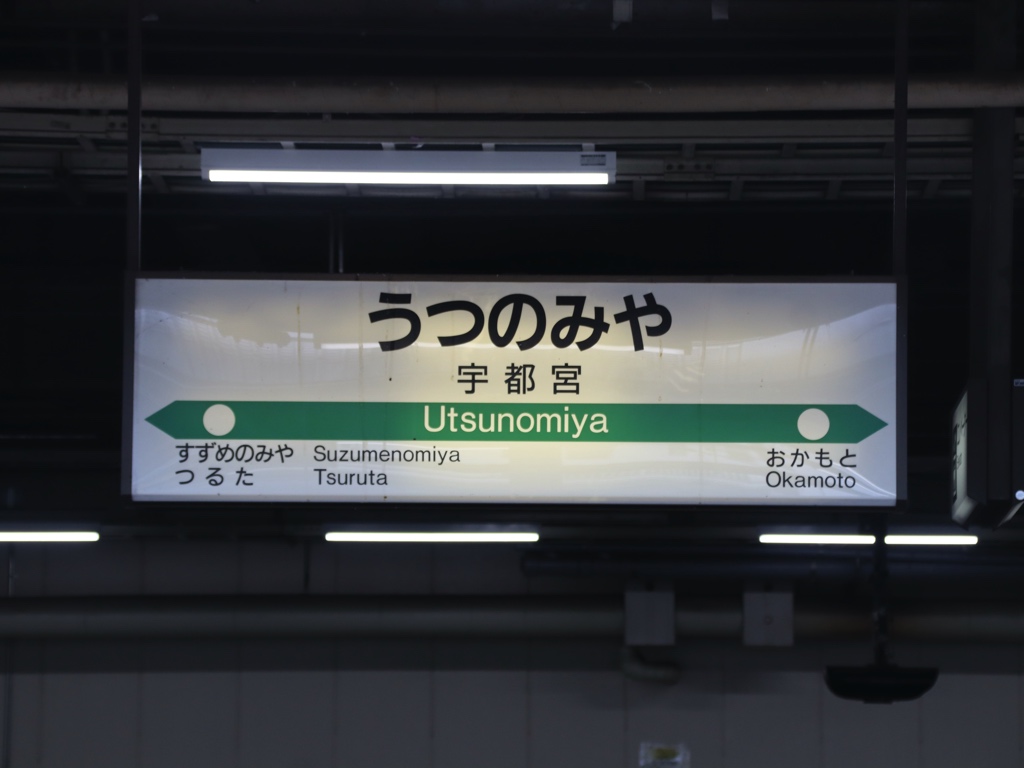 うつのみや
宇都宮
Utsunomiya
すずめのみや Suzumenomiya
つるた Tsuruta
おかもと
Okamoto